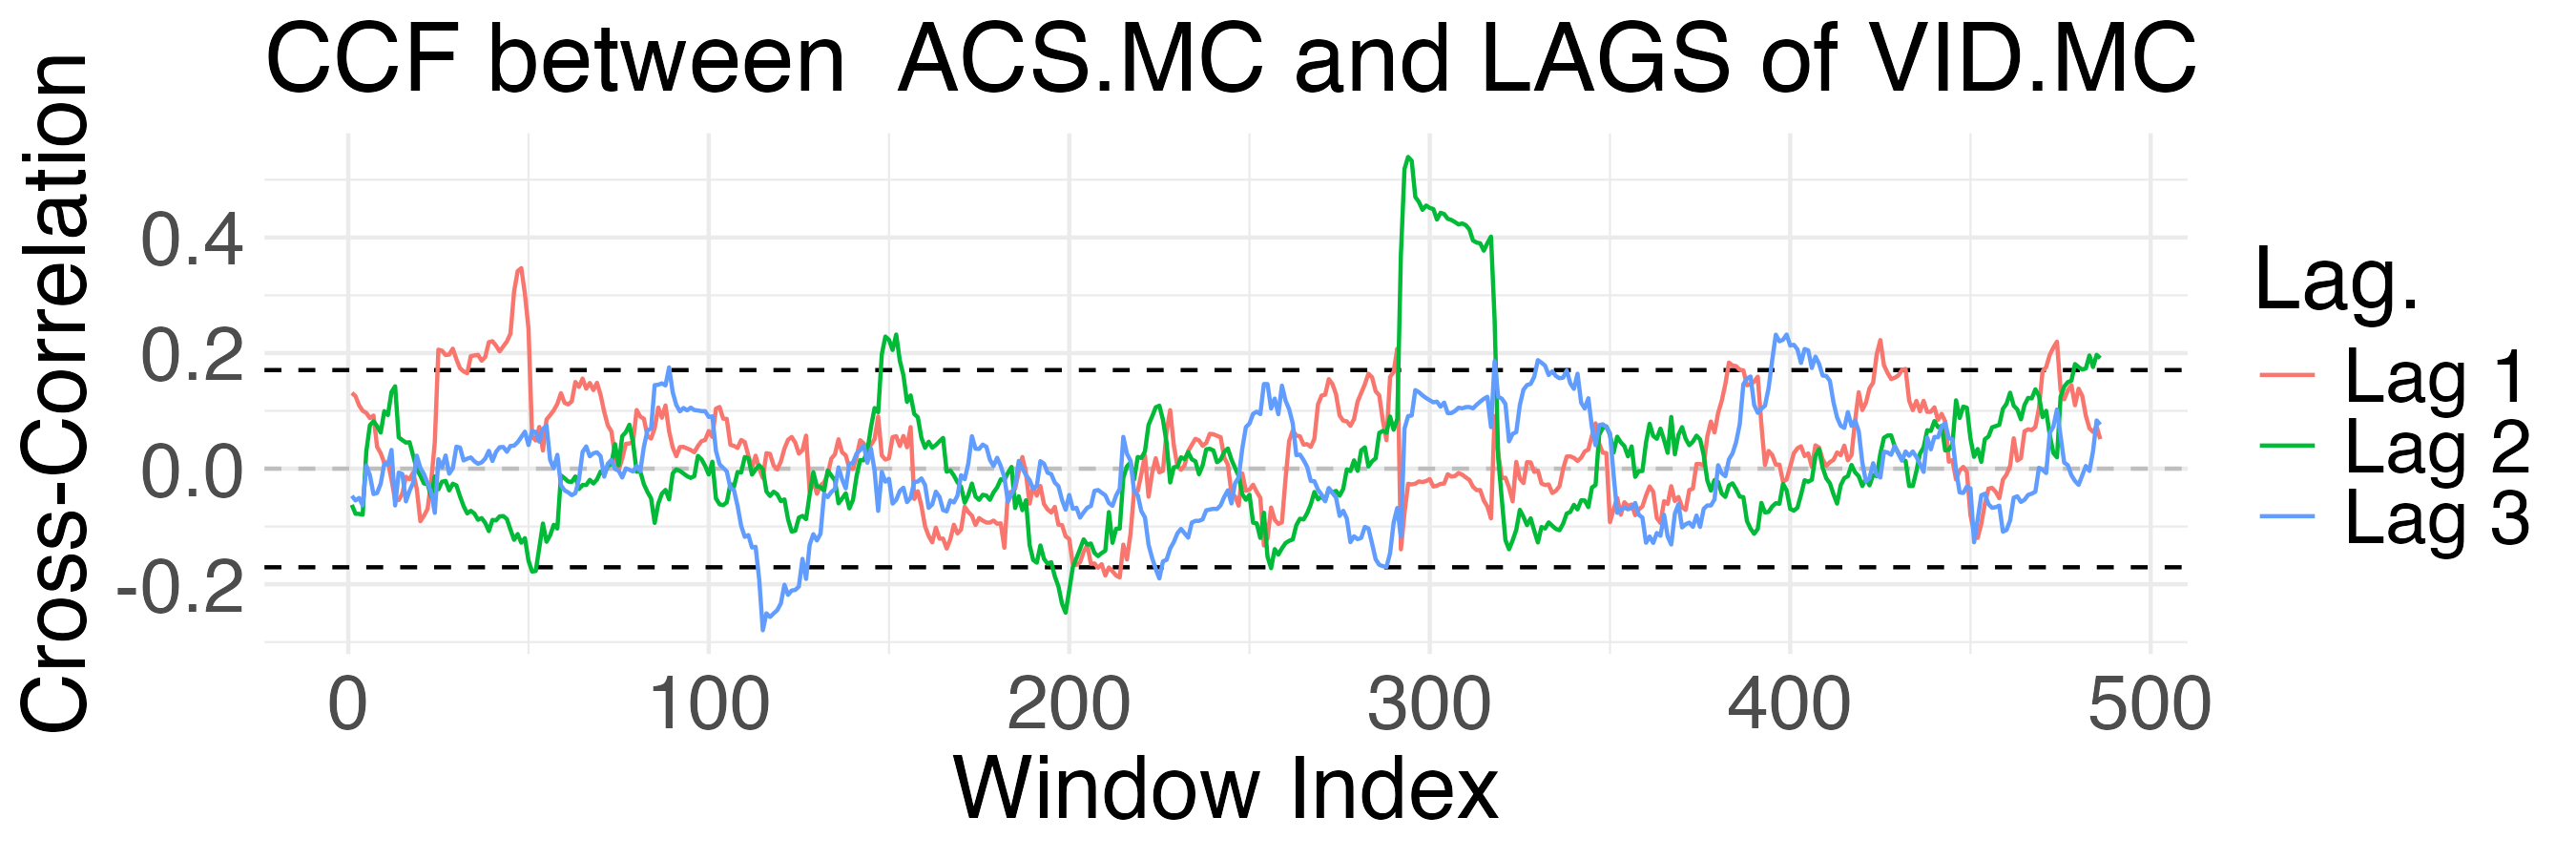 CCF between  ACS.MC and LAGS of VID.MC
Cross-Correlation
0.4
0.2
0.0
-0.2
0 100 200 300 400 500
Window Index
Lag.
Lag 1
Lag 2
Lag 3